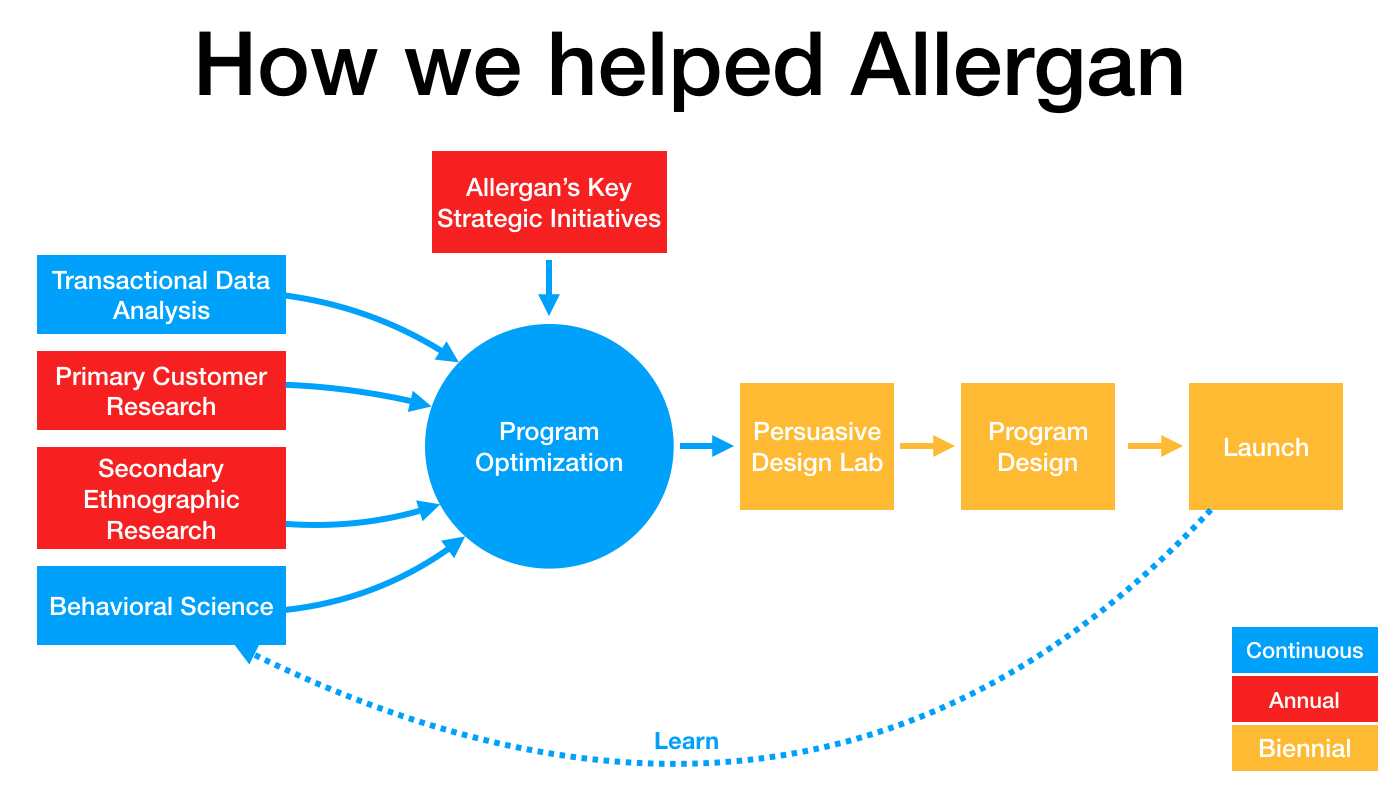 How we helped Allergan
Allergan’s Key
Strategic Initiatives
Transactional Data
Analysis
Primary Customer
Research
Secondary
Ethnographic
Research
Behavioral Science
Program
Optimization
Persuasive
Design Lab
Program
Design
Launch
Learn
Continuous
Annual
Biennial